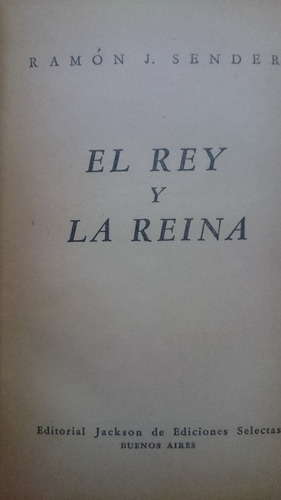 RAMÓN J. SENDER
EL REY
Y
LA REINA
Editorial Jackson de Ediciones Selectas
BUENOS AIRES